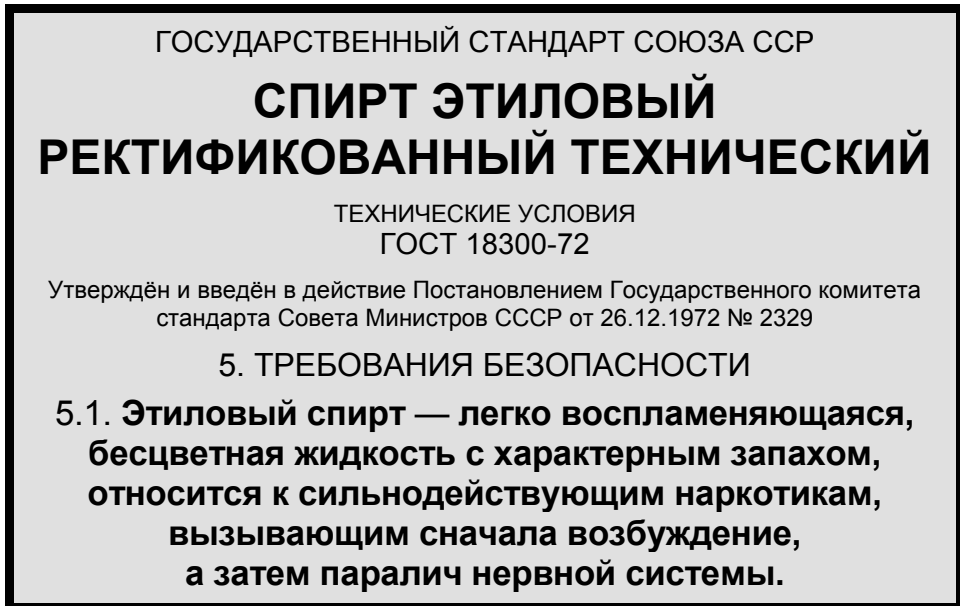 ГОСУДАРСТВЕННЫЙ СТАНДАРТ СОЮЗА ССР
СПИРТ ЭТИЛОВЫЙ
РЕКТИФИКОВАННЫЙ ТЕХНИЧЕСКИЙ
ТЕХНИЧЕСКИЕ УСЛОВИЯ
ГОСТ 18300-72
Утверждён и введён в действие Постановлением Государственного комитета
стандарта Совета Министров СССР от 26.12.1972 № 2329
5. ТРЕБОВАНИЯ БЕЗОПАСНОСТИ
5.1. Этиловый спирт — легко воспламеняющаяся,
бесцветная жидкость с характерным запахом,
относится к сильнодействующим наркотикам,
вызывающим сначала возбуждение,
а затем паралич нервной системы.